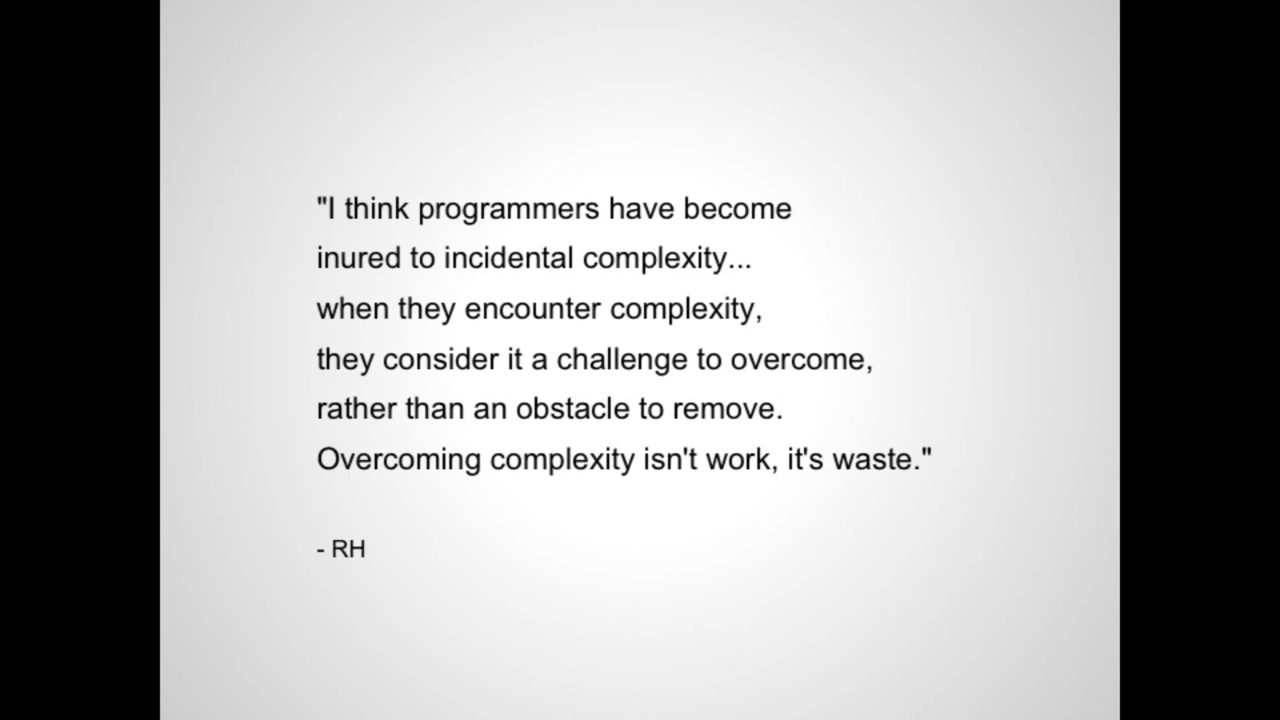 "I think programmers have become
inured to incidental complexity...
when they encounter complexity,
they consider it a challenge to overcome,
rather than an obstacle to remove.
Overcoming complexity isn't work, it's waste."
- RH